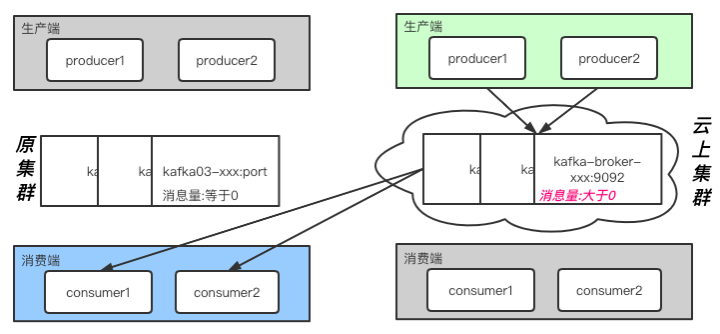 生产端
producer1
producer2
生产端
producer1
producer2
原集群
ka
ka
kafka03-xxx:port
消息量:等于0
ka
ka
kafka-broker-
xxx:9092
消息量:大于0
云上集群
消费端
consumer1
consumer2
消费端
consumer1
consumer2